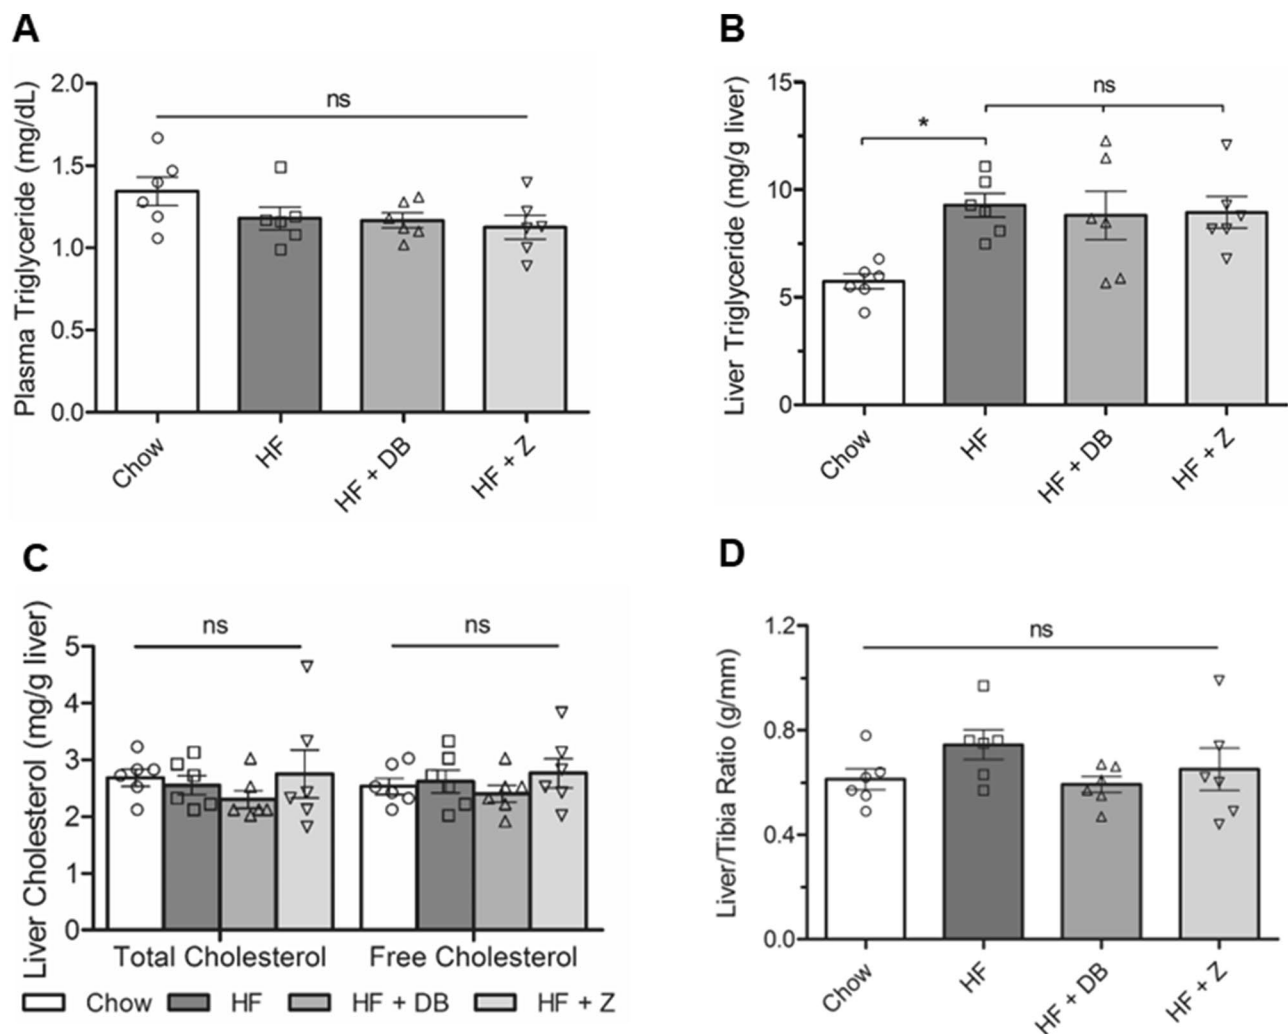 A
Plasma Triglyceride (mg/dL)
2.0
1.5
1.0
0.5
0.0
ns
Chow
HF
HF + DB
HF + Z
B
Liver Triglyceride (mg/g liver)
15
10
5
0
*
ns
Chow
HF
HF + DB
HF + Z
C
Liver Cholesterol (mg/g liver)
5
4
3
2
1
0
ns
ns
Total Cholesterol
Free Cholesterol
Chow
HF
HF + DB
HF + Z
D
Liver/Tibia Ratio (g/mm)
1.2
0.8
0.4
0.0
ns
Chow
HF
HF + DB
HF + Z